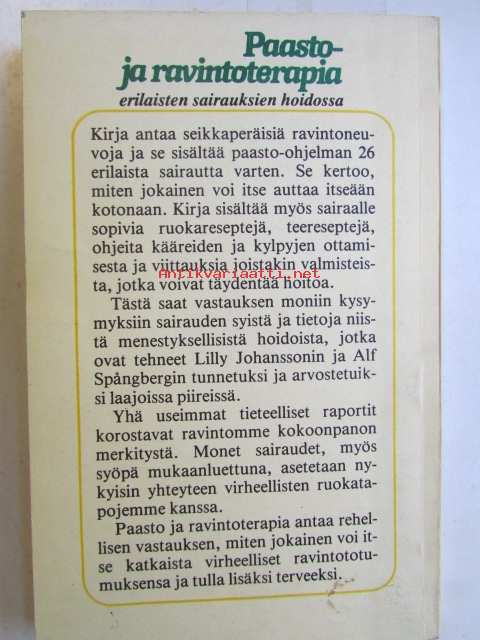 Paasto-
ja ravintoterapia
erilaisten sairauksien hoidossa
Kirja antaa seikkaperäisiä ravintoneu-
voja ja se sisältää paasto-ohjelman 26
erilaista sairautta varten. Se kertoo,
miten jokainen voi itse auttaa itseään
kotonaan. Kirja sisältää myös sairaalle
sopivia ruokareseptejä, teereseptejä,
ohjeita kääreiden ja kylpyjen ottami-
sesta ja viittauksia joistakin valmisteis-
ta, jotka voivat täydentää hoitoa.
Antikvariaatti.net
Tästä saat vastauksen moniin kysy-
myksiin sairauden syistä ja tietoja niis-
tä menestyksellisistä hoidoista, jotka
ovat tehneet Lilly Johanssonin ja Alf
Spångbergin tunnetuksi ja arvostetuik-
si laajoissa piireissä.
Yhä useimmat tieteelliset raportit
korostavat ravintomme kokoonpanon
merkitystä. Monet sairaudet, myös
syöpä mukaanluettuna, asetetaan ny-
kyisin yhteyteen virheellisten ruokata-
pojemme kanssa.
Paasto ja ravintoterapia antaa rehel-
lisen vastauksen, miten jokainen voi it-
se katkaista virheelliset ravintototu-
muksensa ja tulla lisäksi terveeksi.